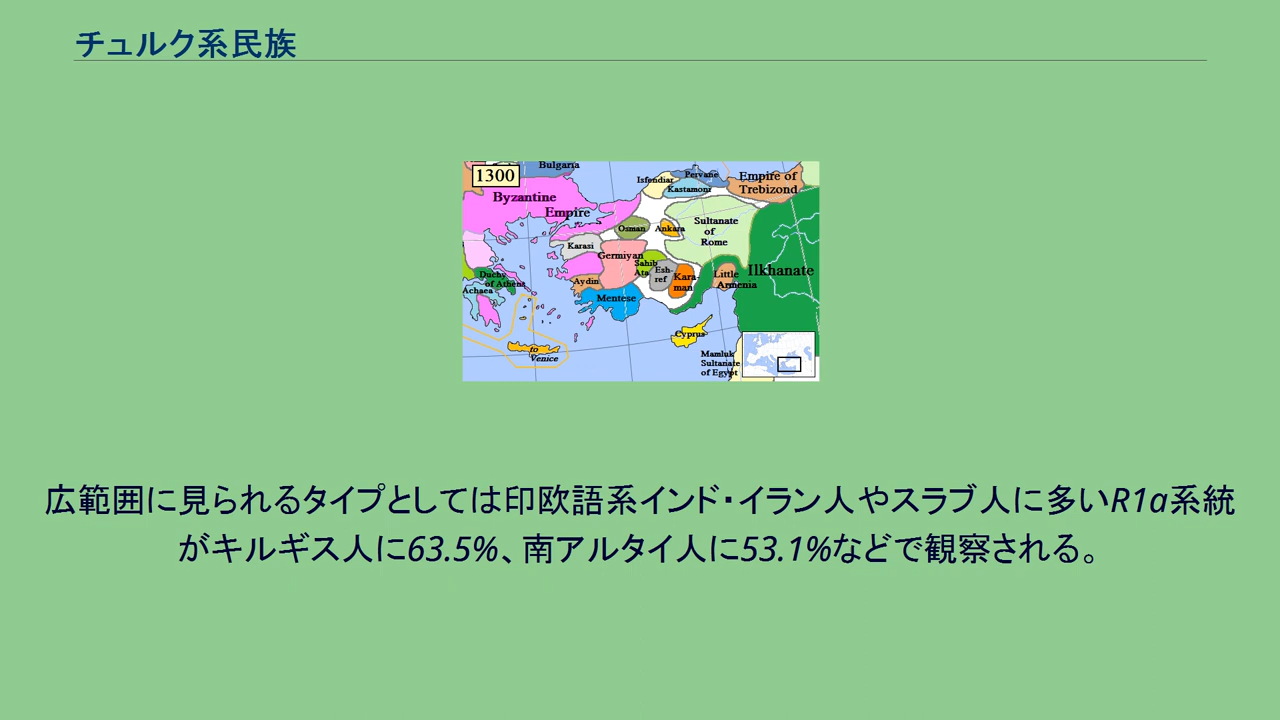 チュルク系民族
1300
Bulgaria
Byzantine
Empire
Isfendiar
Pervane
Kastamonu
Empire of
Trebizond
Osman
Ankara
Sultanate
of
Rome
Karasi
Germiyan
Sahib
Ata
Esh-
ref
Kara-
man
Little
Armenia
Ilkhanate
Duchy
of Athens
Achaea
Aydin
Mentese
Cyprus
to
Venice
Mamluk
Sultanate
of Egypt
広範囲に見られるタイプとしては印欧語系インド・イラン人やスラブ人に多いR1a系統
がキルギス人に63.5%、南アルタイ人に53.1%などで観察される。